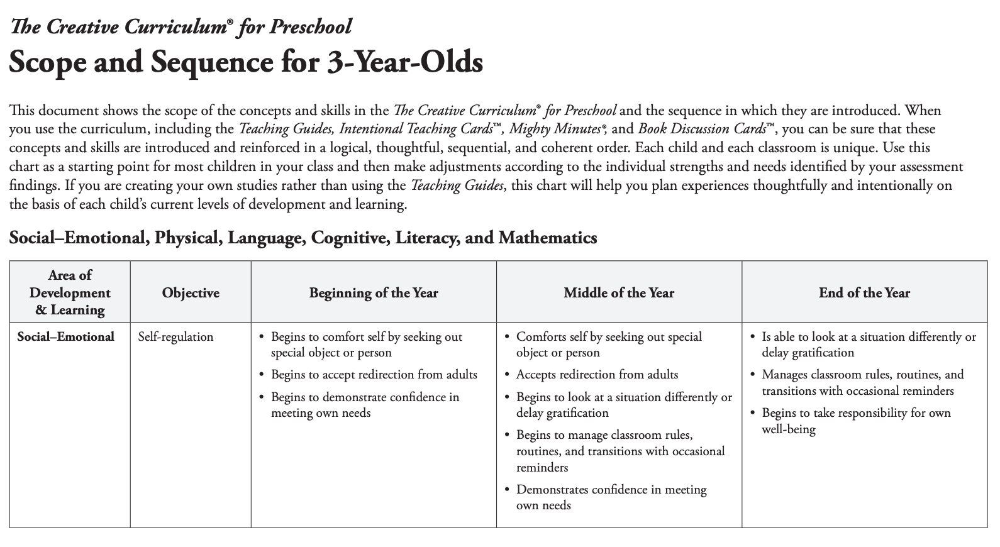 The Creative Curriculum® for Preschool
Scope and Sequence for 3-Year-Olds
This document shows the scope of the concepts and skills in the The Creative Curriculum® for Preschool and the sequence in which they are introduced. When
you use the curriculum, including the Teaching Guides, Intentional Teaching Cards™, Mighty Minutes®, and Book Discussion Cards™, you can be sure that these
concepts and skills are introduced and reinforced in a logical, thoughtful, sequential, and coherent order. Each child and each classroom is unique. Use this
chart as a starting point for most children in your class and then make adjustments according to the individual strengths and needs identified by your assessment
findings. If you are creating your own studies rather than using the Teaching Guides, this chart will help you plan experiences thoughtfully and intentionally on
the basis of each child's current levels of development and learning.
Social–Emotional, Physical, Language, Cognitive, Literacy, and Mathematics
Area of
Development
& Learning
Objective
Beginning of the Year
Middle of the Year
End of the Year
Social–Emotional
Self-regulation
• Begins to comfort self by seeking out
special object or person
• Begins to accept redirection from adults
• Begins to demonstrate confidence in
meeting own needs
• Comforts self by seeking out special
object or person
• Accepts redirection from adults
• Begins to look at a situation differently or
delay gratification
• Begins to manage classroom rules,
routines, and transitions with occasional
reminders
• Demonstrates confidence in meeting
own needs
• Is able to look at a situation differently or
delay gratification
• Manages classroom rules, routines, and
transitions with occasional reminders
• Begins to take responsibility for own
well-being